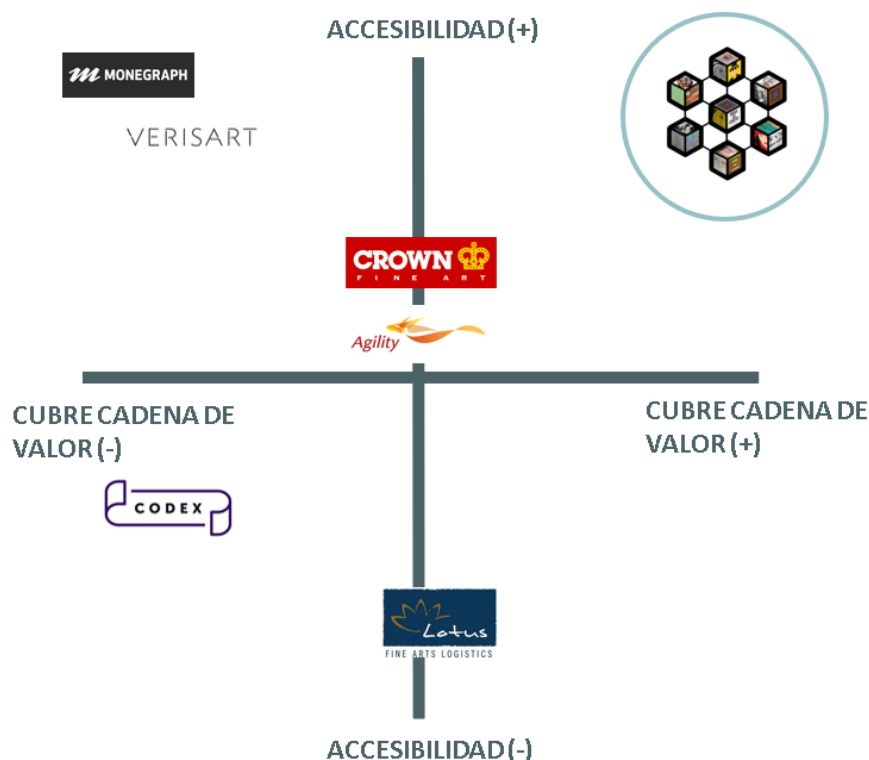 ACCESIBILIDAD (+)
m MONEGRAPH
VERISART
CROWN
FINE ART
Agility
CUBRE CADENA DE
VALOR (-)
CUBRE CADENA DE
VALOR (+)
CODEX
Lotus
FINE ARTS LOGISTICS
ACCESIBILIDAD (-)